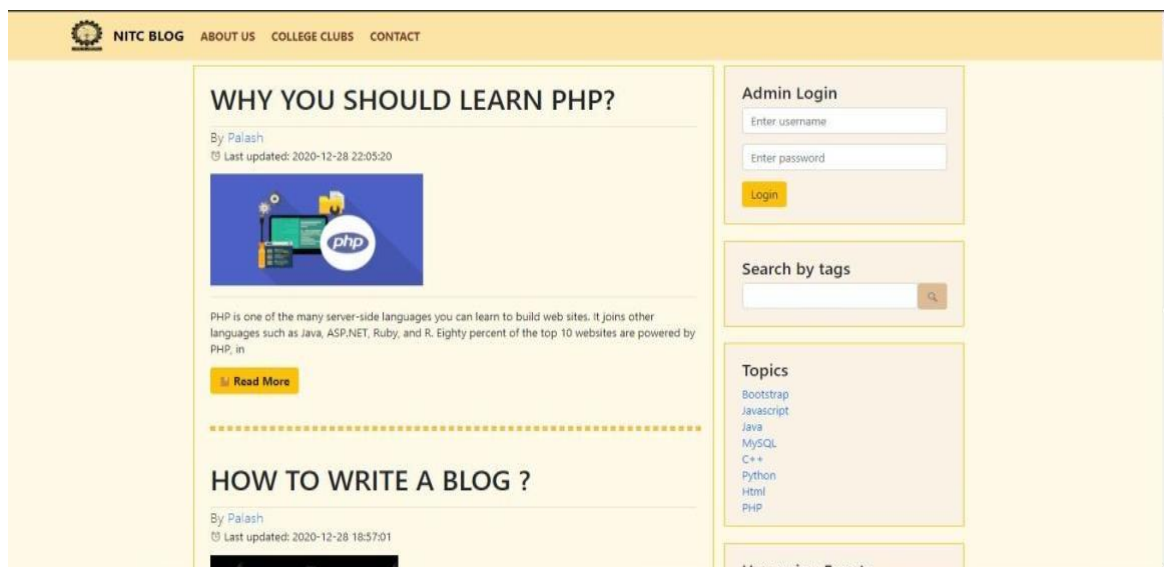 NITC BLOG ABOUT US COLLEGE CLUBS CONTACT
WHY YOU SHOULD LEARN PHP?
By Palash
Last updated: 2020-12-28 22:05:20
php
PHP is one of the many server-side languages you can learn to build web sites. It joins other
languages such as Java, ASP.NET, Ruby, and R. Eighty percent of the top 10 websites are powered by
PHP, in
Read More
HOW TO WRITE A BLOG ?
By Palash
Last updated: 2020-12-28 18:57:01
Admin Login
Enter username
Enter password
Login
Search by tags
Topics
Bootstrap
Javascript
Java
MySQL
C++
Python
Html
PHP